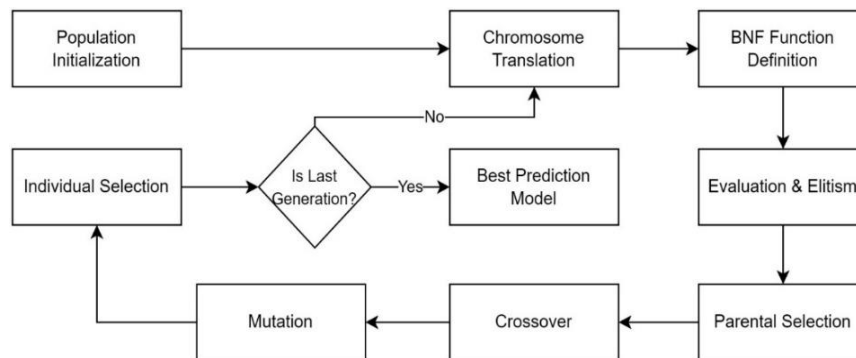 Population
Initialization
Chromosome
Translation
BNF Function
Definition
No
Individual Selection
Is Last
Generation?
Yes
Best Prediction
Model
Evaluation & Elitism
Mutation
Crossover
Parental Selection